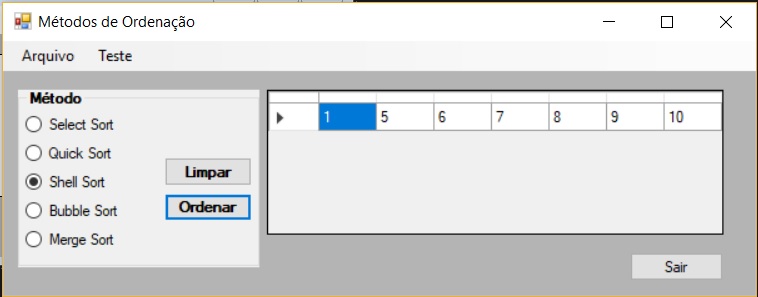 Métodos de Ordenação
Arquivo Teste
Método
Select Sort
Quick Sort
Shell Sort
Bubble Sort
Merge Sort
Limpar
Ordenar
1 5 6 7 8 9 10
Sair